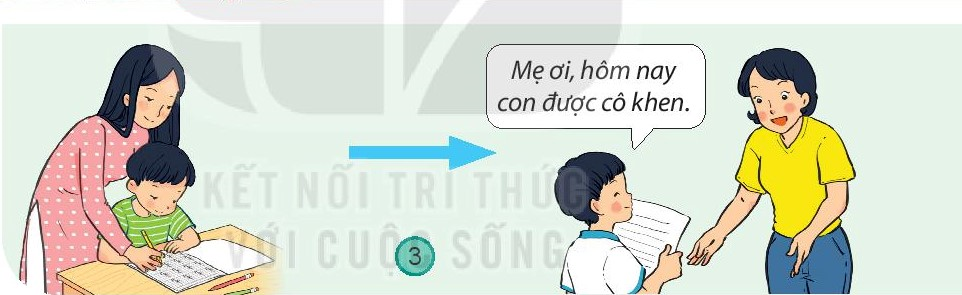 Mẹ ơi, hôm nay
con được cô khen.
KẾT NỐI TRI THỨC
VỚI CUỘC SỐNG
3